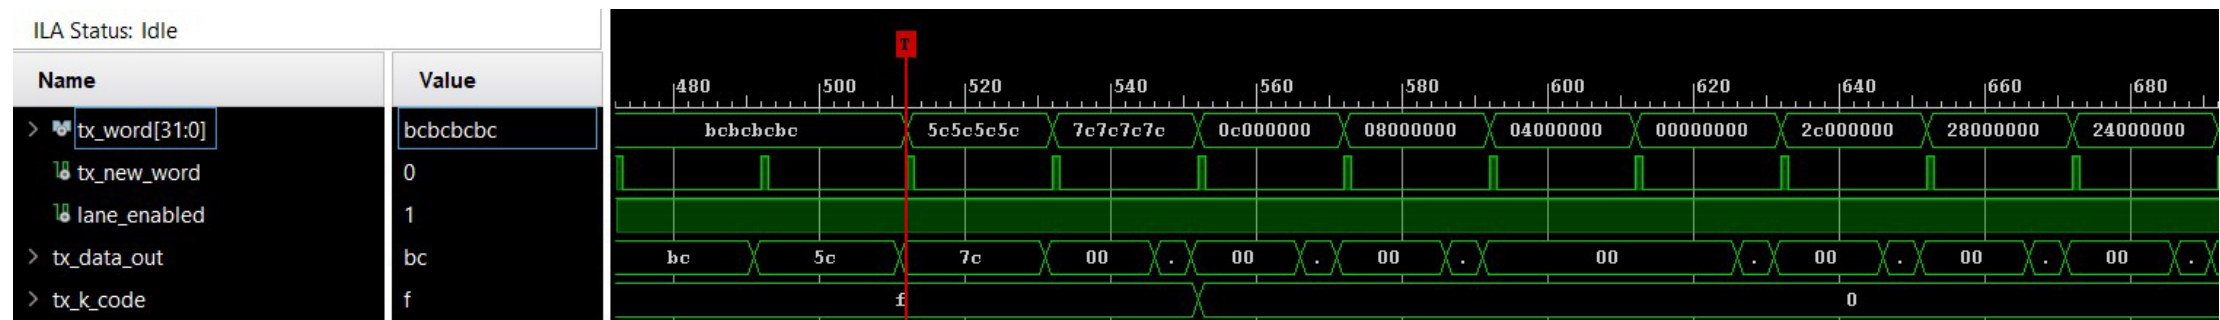 ILA Status: Idle
T
Name Value
480 500 520 540 560 580 600 620 640 660 680
tx_word[31:0] bcbcbcbc bcbcbcbc 5c5c5c5c 7c7c7c7c 0c000000 08000000 04000000 00000000 2c000000 28000000 24000000
tx_new_word 0
lane_enabled 1
tx_data_out bc bc 5c 7c 00 . 00 . 00 . 00 . 00 . 00 . 00 .
tx_k_code f f 0